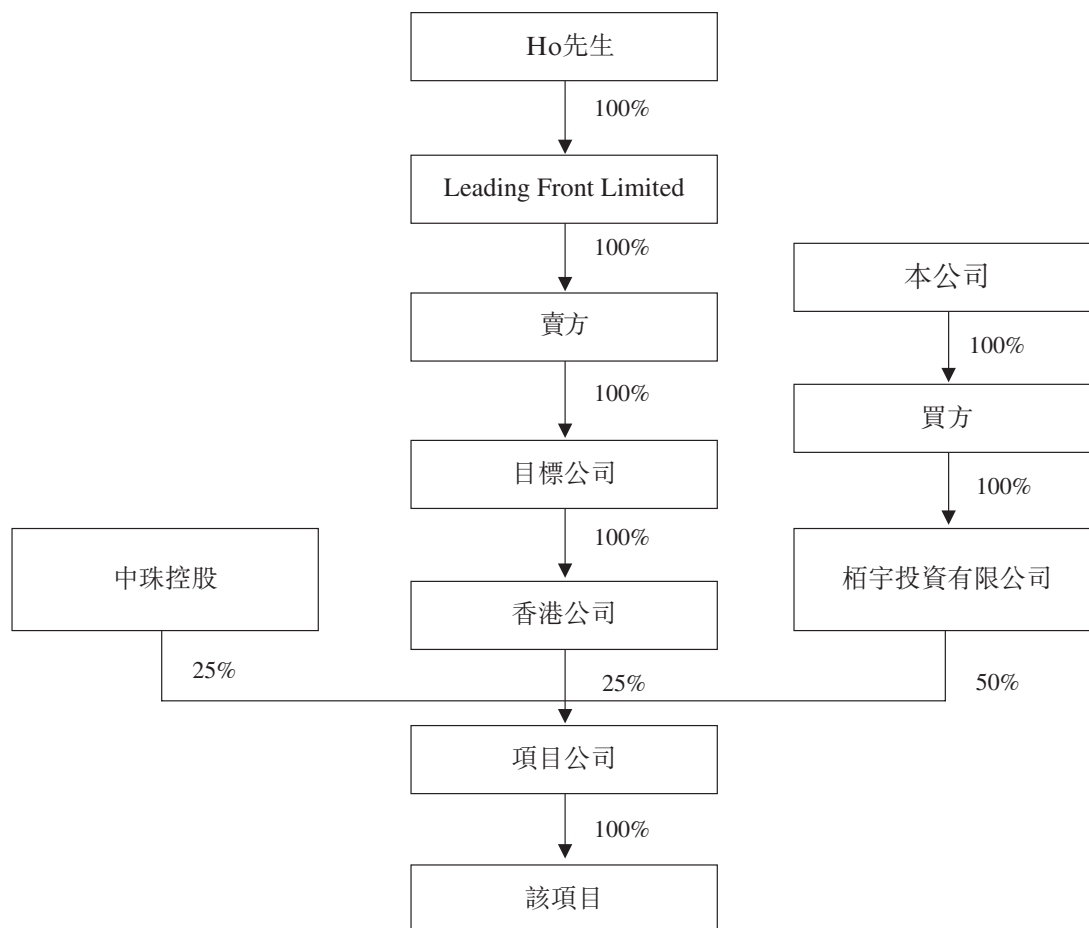 Ho先生
100%
Leading Front Limited
100%
賣方
100%
目標公司
100%
香港公司
本公司
100%
買方
100%
栢宇投資有限公司
中珠控股
25%
25%
50%
項目公司
100%
該項目